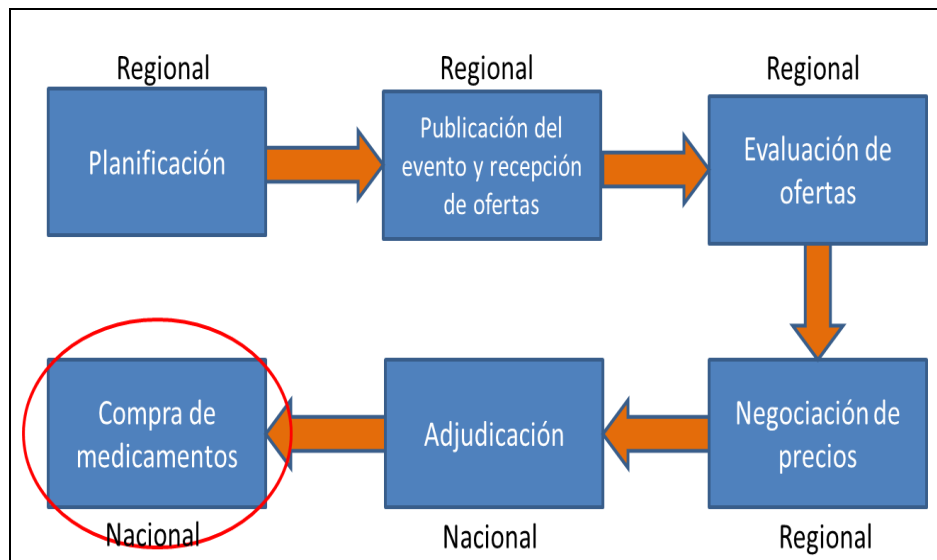 Regional
Planificación
Regional
Publicación del
evento y recepción
de ofertas
Regional
Evaluación de
ofertas
Negociación de
precios
Regional
Adjudicación
Nacional
Compra de
medicamentos
Nacional